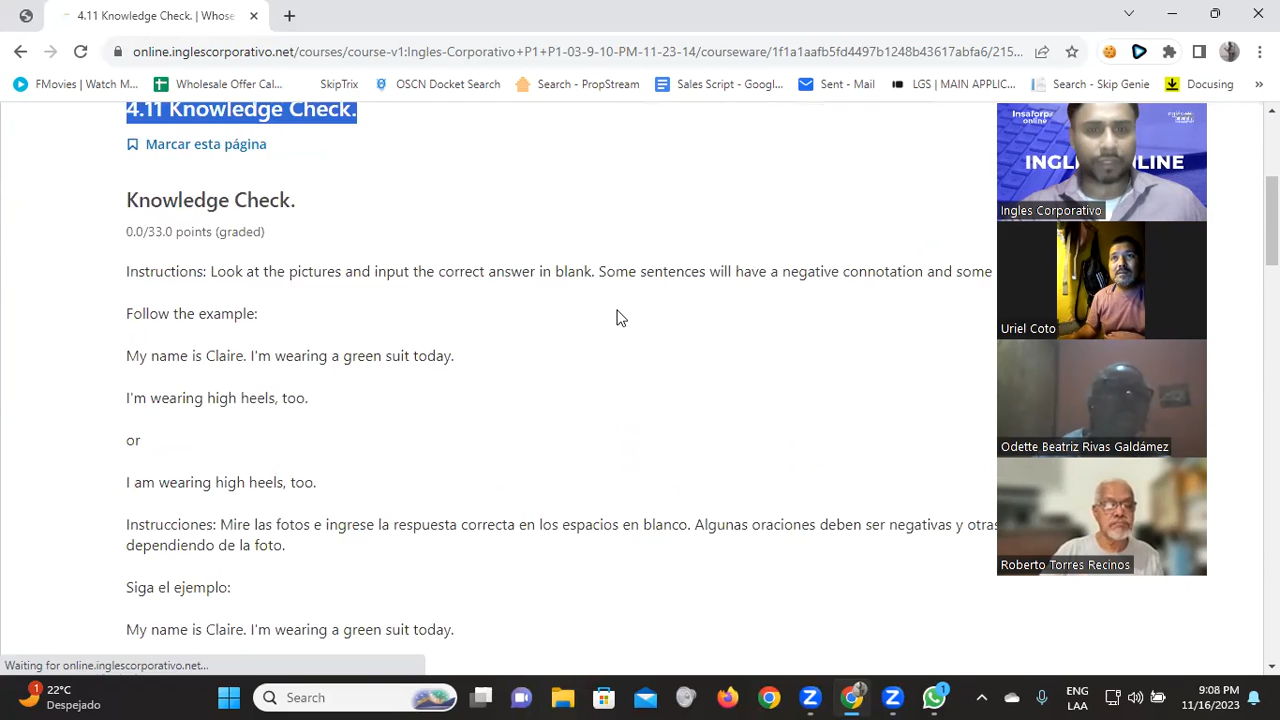 4.11 Knowledge Check. | Whose
online.inglescorporativo.net/courses/course-v1:Ingles-Corporativo+P1+P1-03-9-10-PM-11-23-14/courseware/1f1a1aafb5fd4497b1248b43617abfa6/215...
FMovies | Watch M...
Wholesale Offer Cal...
SkipTrix
OSCN Docket Search
Search - PropStream
Sales Script - Googl...
Sent - Mail
LGS | MAIN APPLIC...
Search - Skip Genie
Docusing
»
4.11 Knowledge Check.
Marcar esta página
Knowledge Check.
0.0/33.0 points (graded)
Instructions: Look at the pictures and input the correct answer in blank. Some sentences will have a negative connotation and some
Follow the example:
My name is Claire. I'm wearing a green suit today.
I'm wearing high heels, too.
or
I am wearing high heels, too.
Instrucciones: Mire las fotos e ingrese la respuesta correcta en los espacios en blanco. Algunas oraciones deben ser negativas y otras
dependiendo de la foto.
Siga el ejemplo:
My name is Claire. I'm wearing a green suit today.
Insaforp
online
INGL
LINE
Ingles Corporativo
Uriel Coto
Odette Beatriz Rivas Galdámez
Roberto Torres Recinos
Waiting for online.inglescorporativo.net...
1
22°C
Despejado
Search
1
ENG
LAA
9:08 PM
11/16/2023